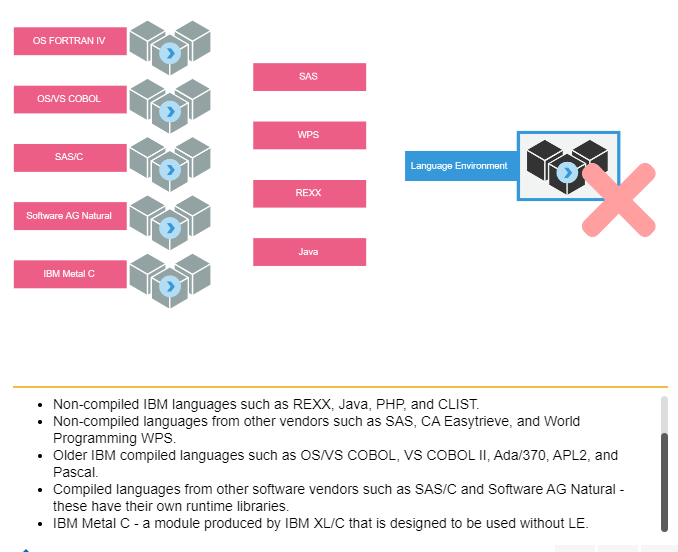 OS FORTRAN IV
OS/VS COBOL
SAS/C
Software AG Natural
IBM Metal C
SAS
WPS
REXX
Java
Language Environment
• Non-compiled IBM languages such as REXX, Java, PHP, and CLIST.
• Non-compiled languages from other vendors such as SAS, CA Easytrieve, and World
Programming WPS.
• Older IBM compiled languages such as OS/VS COBOL, VS COBOL II, Ada/370, APL2, and
Pascal.
• Compiled languages from other software vendors such as SAS/C and Software AG Natural -
these have their own runtime libraries.
• IBM Metal C - a module produced by IBM XL/C that is designed to be used without LE.